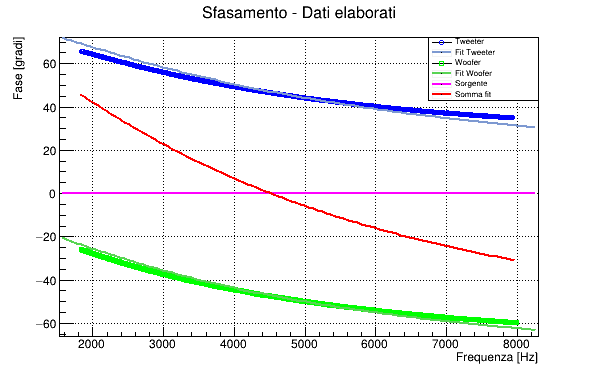 Sfasamento - Dati elaborati
Fase [gradi]
Tweeter
Fit Tweeter
Woofer
Fit Woofer
Sorgente
Somma fit
60
40
20
0
−20
−40
−60
2000 3000 4000 5000 6000 7000 8000
Frequenza [Hz]